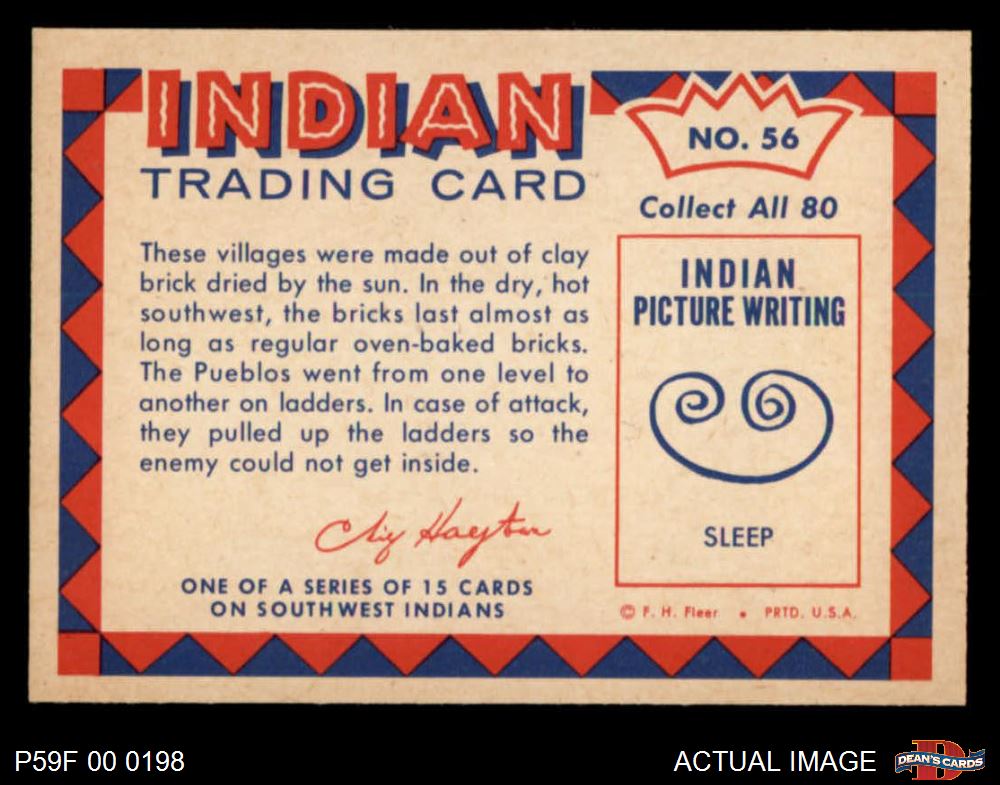 INDIAN
TRADING CARD
NO. 56
Collect All 80
These villages were made out of clay
brick dried by the sun. In the dry, hot
southwest, the bricks last almost as
long as regular oven-baked bricks.
The Pueblos went from one level to
another on ladders. In case of attack,
they pulled up the ladders so the
enemy could not get inside.
ONE OF A SERIES OF 15 CARDS
ON SOUTHWEST INDIANS
INDIAN
PICTURE WRITING
SLEEP
© F. H. Fleer • PRTD. U.S.A.
P59F 00 0198
ACTUAL IMAGE
DEAN'S CARDS